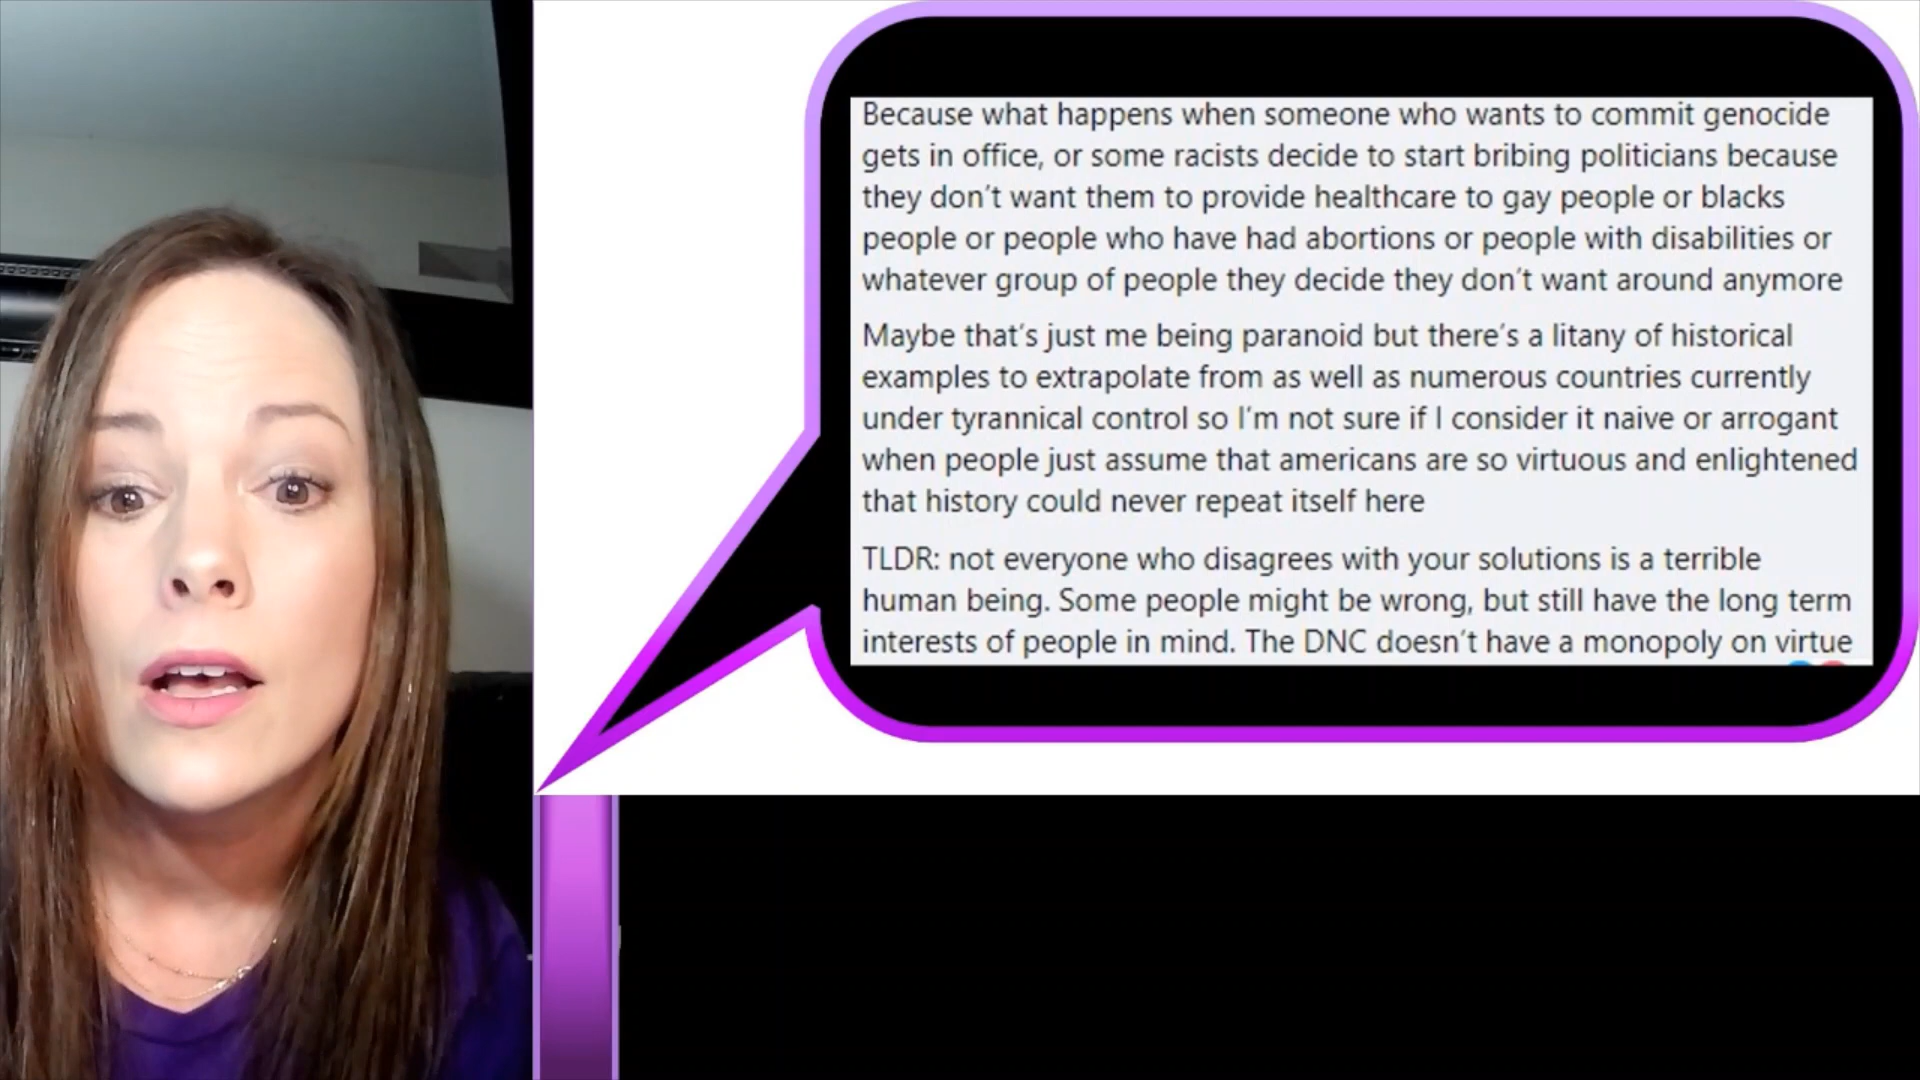 Because what happens when someone who wants to commit genocide
gets in office, or some racists decide to start bribing politicians because
they don't want them to provide healthcare to gay people or blacks
people or people who have had abortions or people with disabilities or
whatever group of people they decide they don't want around anymore
Maybe that's just me being paranoid but there's a litany of historical
examples to extrapolate from as well as numerous countries currently
under tyrannical control so I'm not sure if I consider it naive or arrogant
when people just assume that americans are so virtuous and enlightened
that history could never repeat itself here
TLDR: not everyone who disagrees with your solutions is a terrible
human being. Some people might be wrong, but still have the long term
interests of people in mind. The DNC doesn't have a monopoly on virtue